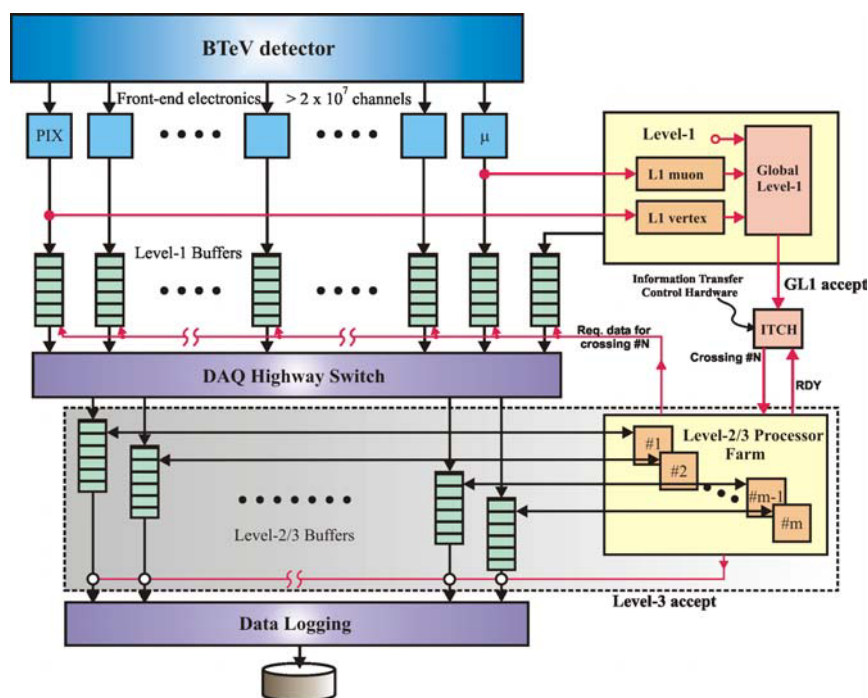 BTeV detector
Front-end electronics > 2 x 10⁷ channels
PIX
μ
Level-1
L1 muon
Global
Level-1
L1 vertex
Level-1 Buffers
GL1 accept
Information Transfer
Control Hardware
ITCH
Req. data for
crossing #N
Crossing #N
RDY
DAQ Highway Switch
Level-2/3 Processor
Farm
#1
#2
#m-1
#m
Level-2/3 Buffers
Level-3 accept
Data Logging